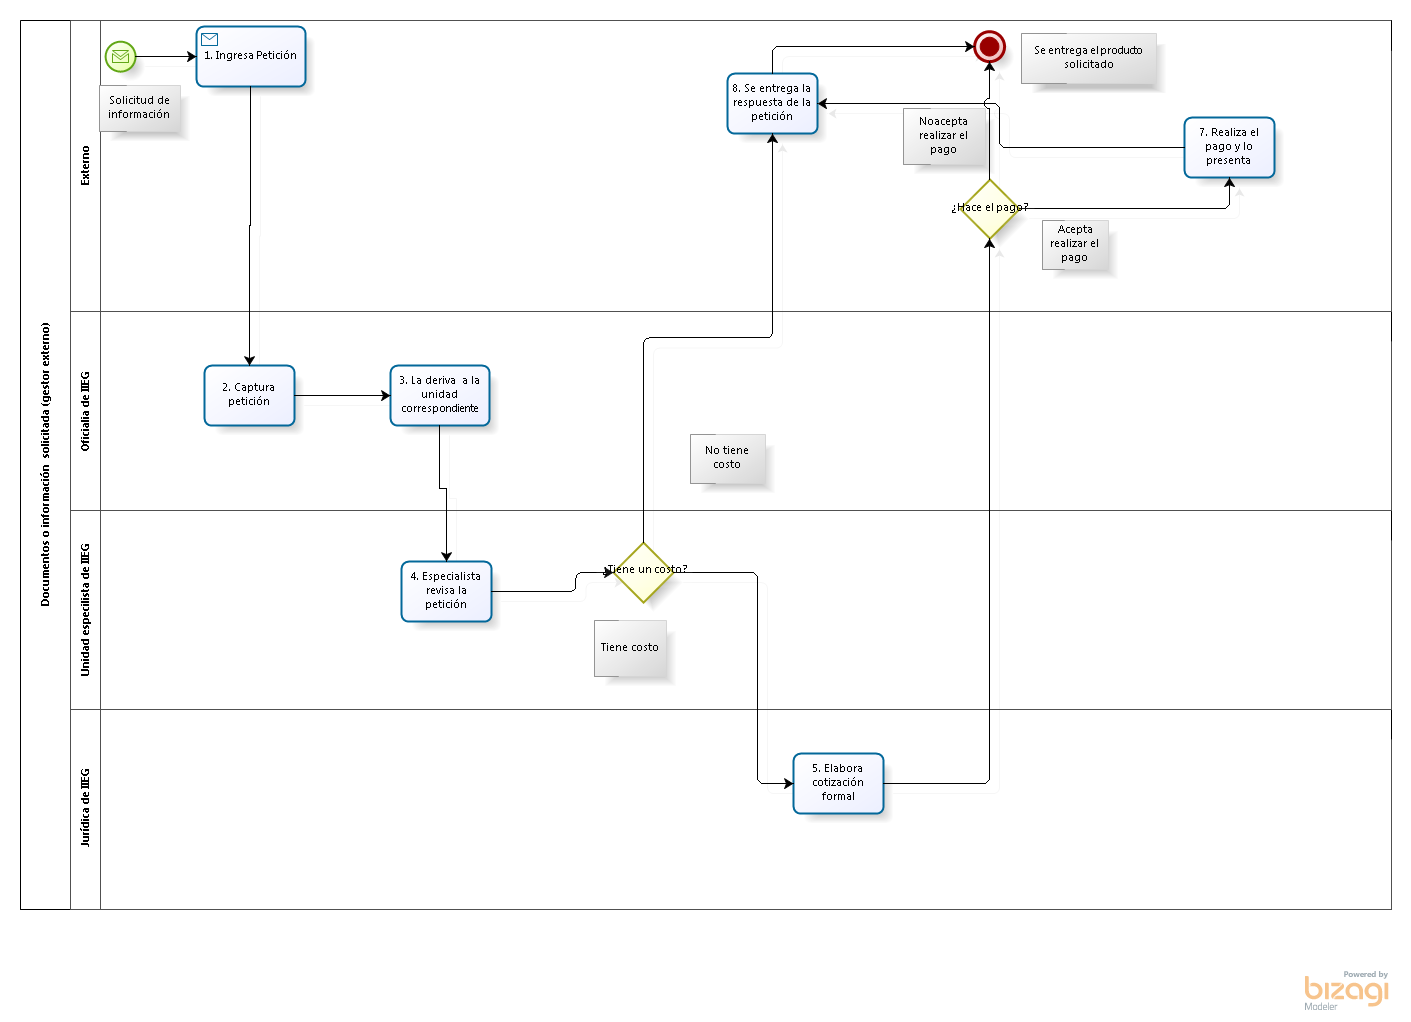 Documentos o información  solicitada (gestor externo)
Externo
Solicitud de
información
1. Ingresa Petición
8. Se entrega la
respuesta de la
petición
Se entrega el producto
solicitado
Noacepta
realizar el
pago
7. Realiza el
pago y lo
presenta
¿Hace el pago?
Acepta
realizar el
pago
Oficialia de IIEG
2. Captura
petición
3. La deriva  a la
unidad
correspondiente
No tiene
costo
Unidad especilista de IIEG
4. Especialista
revisa la
petición
¿Tiene un costo?
Tiene costo
Jurídica de IIEG
5. Elabora
cotización
formal
Powered by
bizagi
Modeler